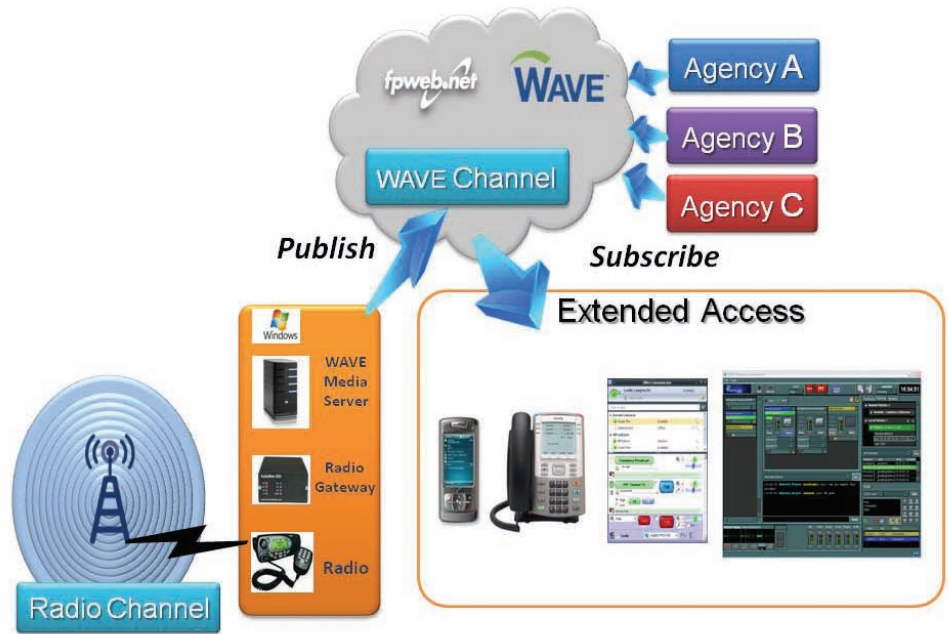 fpweb.net
WAVE
WAVE Channel
Agency A
Agency B
Agency C
Publish
Subscribe
Windows
WAVE
Media
Server
Radio
Gateway
Radio
Radio Channel
Extended Access